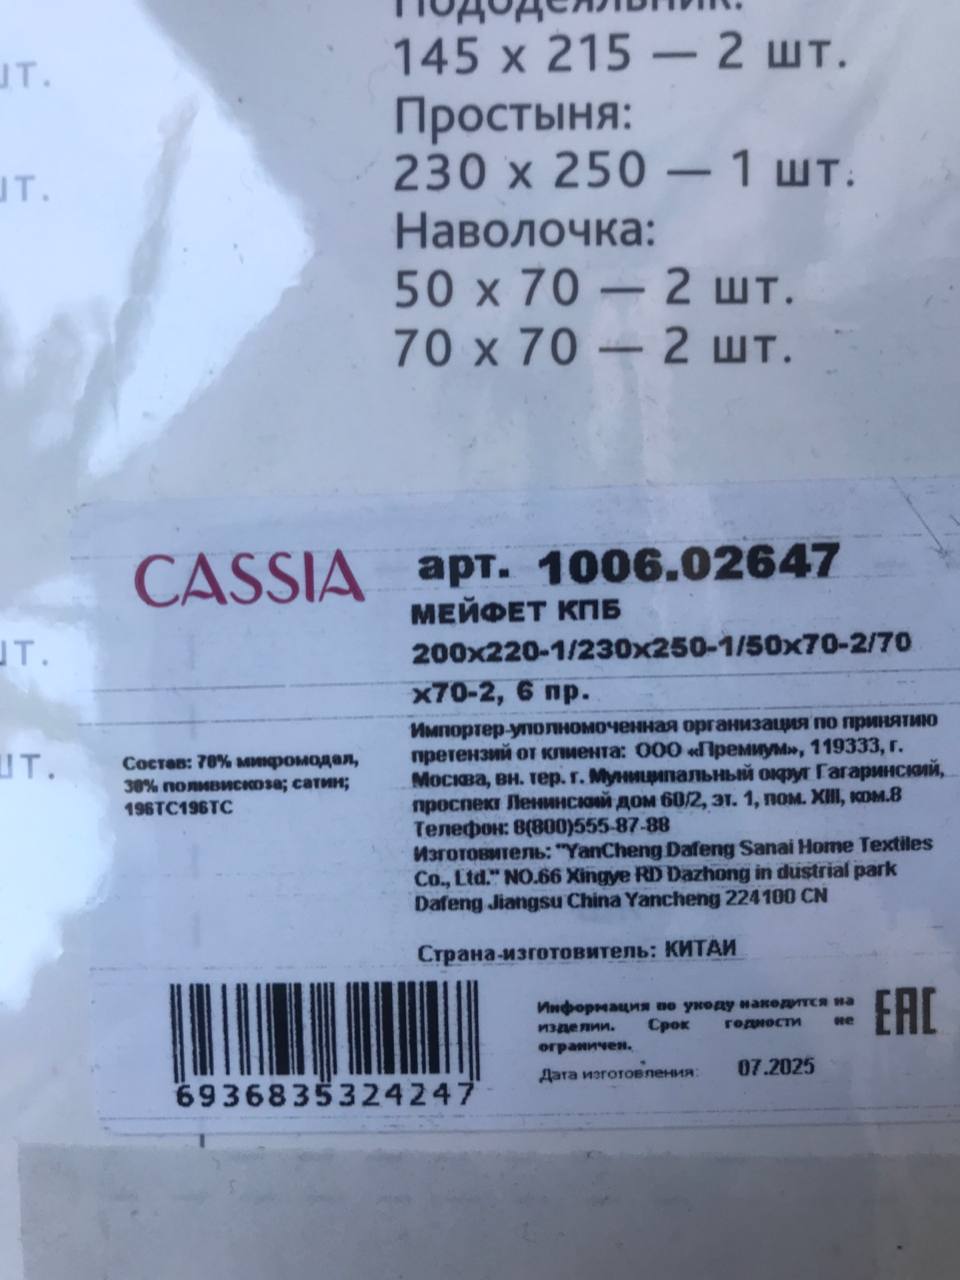 Пододеяльник:
145 x 215 — 2 шт.
Простыня:
230 x 250 — 1 шт.
Наволочка:
50 x 70 — 2 шт.
70 x 70 — 2 шт.
шт.
шт.
шт.
шт.
CASSIA
арт. 1006.02647
МЕЙФЕТ КПБ
200x220-1/230x250-1/50x70-2/70
x70-2, 6 пр.
Состав: 70% микромодал,
30% поливискоза; сатин;
196TC196TC
Импортер-уполномоченная организация по принятию
претензий от клиента: ООО «Премиум», 119333, г.
Москва, вн. тер. г. Муниципальный округ Гагаринский,
проспект Ленинский дом 60/2, эт. 1, пом. XIII, ком.8
Телефон: 8(800)555-87-88
Изготовитель: "YanCheng Dafeng Sanai Home Textiles
Co., Ltd." NO.66 Xingye RD Dazhong in dustrial park
Dafeng Jiangsu China Yancheng 224100 CN
Страна-изготовитель: КИТАЙ
6936835324247
Информация по уходу находится на
изделии. Срок годности не
ограничен.
Дата изготовления: 07.2025
EAC